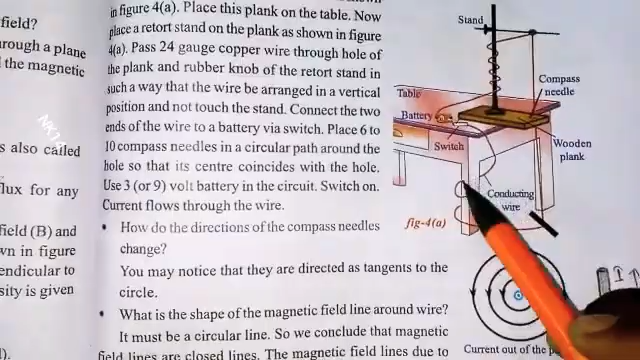 field?
rough a plane
the magnetic
s also called
lux for any
field (B) and
wn in figure
endicular to
sity is given
in figure 4(a). Place this plank on the table. Now
place a retort stand on the plank as shown in figure
4(a). Pass 24 gauge copper wire through hole of
the plank and rubber knob of the retort stand in
such a way that the wire be arranged in a vertical
position and not touch the stand. Connect the two
ends of the wire to a battery via switch. Place 6 to
10 compass needles in a circular path around the
hole so that its centre coincides with the hole.
Use 3 (or 9) volt battery in the circuit. Switch on.
Current flows through the wire.
• How do the directions of the compass needles
change?
You may notice that they are directed as tangents to the
circle.
• What is the shape of the magnetic field line around wire?
It must be a circular line. So we conclude that magnetic
field lines are closed lines. The magnetic field lines due to
Stand
Compass
needle
Table
Battery
Switch
Wooden
plank
Conducting
wire
fig-4(a)
Current out of the